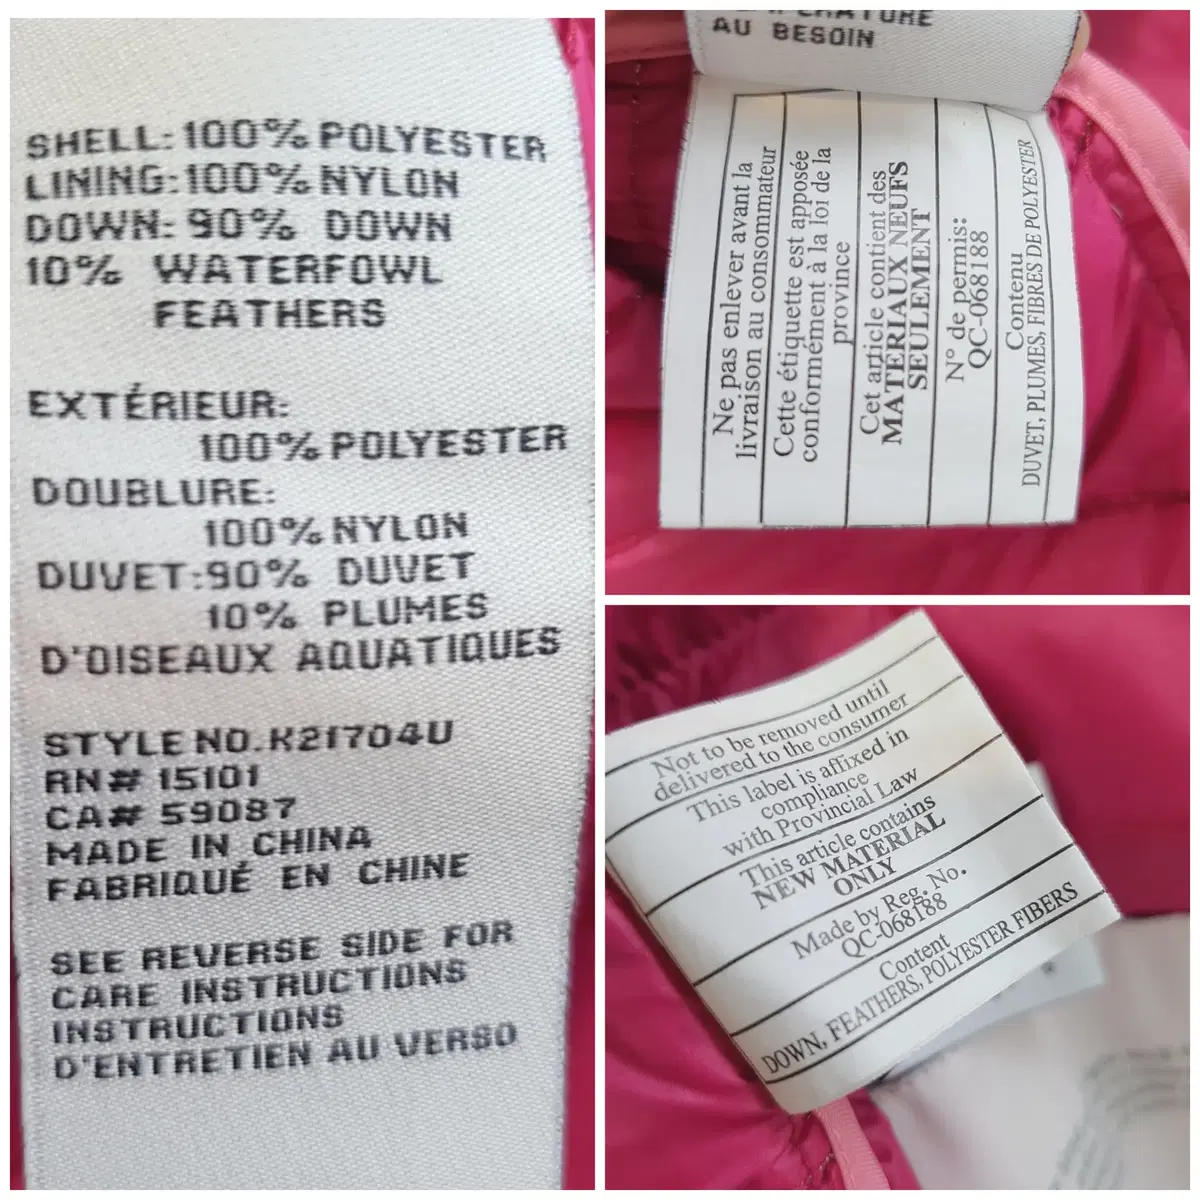 SHELL: 100% POLYESTER
LINING: 100% NYLON
DOWN: 90% DOWN
10% WATERFOWL
FEATHERS
EXTÉRIEUR:
100% POLYESTER
DOUBLURE:
100% NYLON
DUVET: 90% DUVET
10% PLUMES
D'OISEAUX AQUATIQUES
STYLE NO. K21704U
RN# 15101
CA# 59087
MADE IN CHINA
FABRIQUÉ EN CHINE
SEE REVERSE SIDE FOR
CARE INSTRUCTIONS
INSTRUCTIONS
D'ENTRETIEN AU VERSO
AU BESOIN
Ne pas enlever avant la
livraison au consommateur
Cette étiquette est apposée
conformément à la loi de la
province
Cet article contient des
MATÉRIAUX NEUFS
SEULEMENT
N° de permis:
QC-068188
Contenu
DUVET, PLUMES, FIBRES DE POLYESTER
Not to be removed until
delivered to the consumer
This label is affixed in
compliance
with Provincial Law
This article contains
NEW MATERIAL
ONLY
Made by Reg. No.
QC-068188
Content
DOWN, FEATHERS, POLYESTER FIBERS